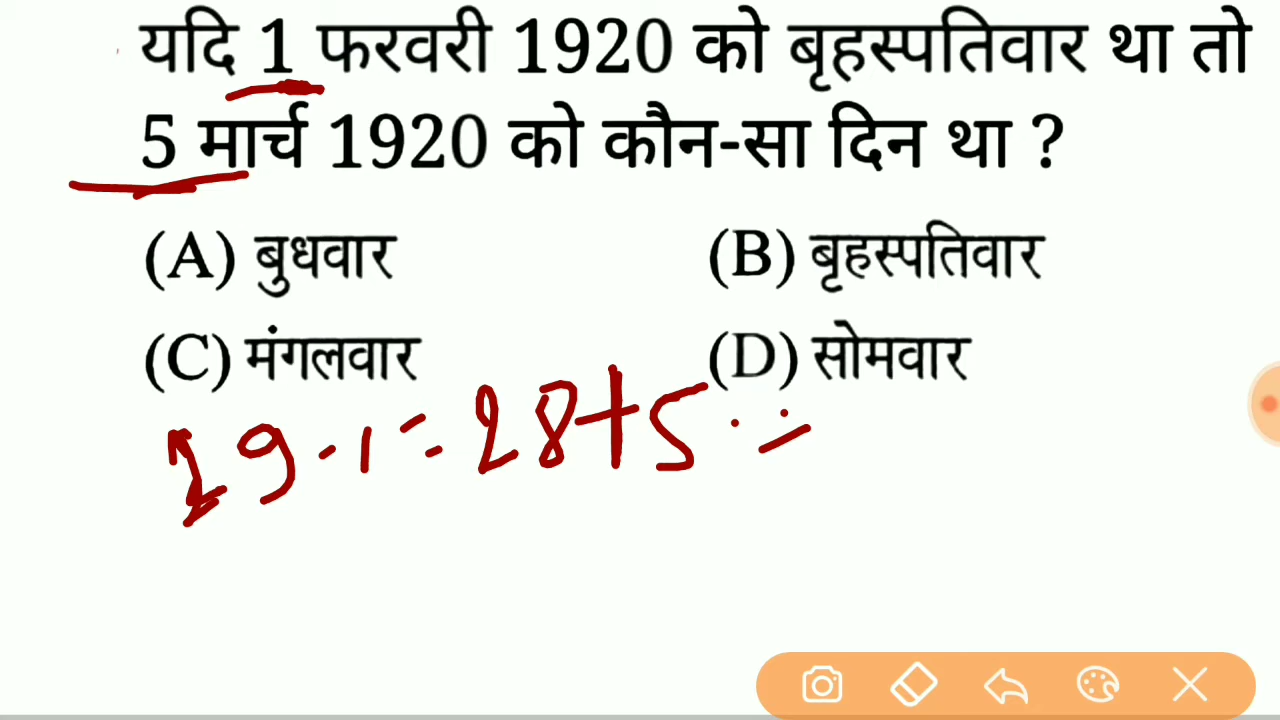 यदि 1 फरवरी 1920 को बृहस्पतिवार था तो
5 मार्च 1920 को कौन-सा दिन था ?
(A) बुधवार (B) बृहस्पतिवार
(C) मंगलवार (D) सोमवार
29-1=28+5 ÷